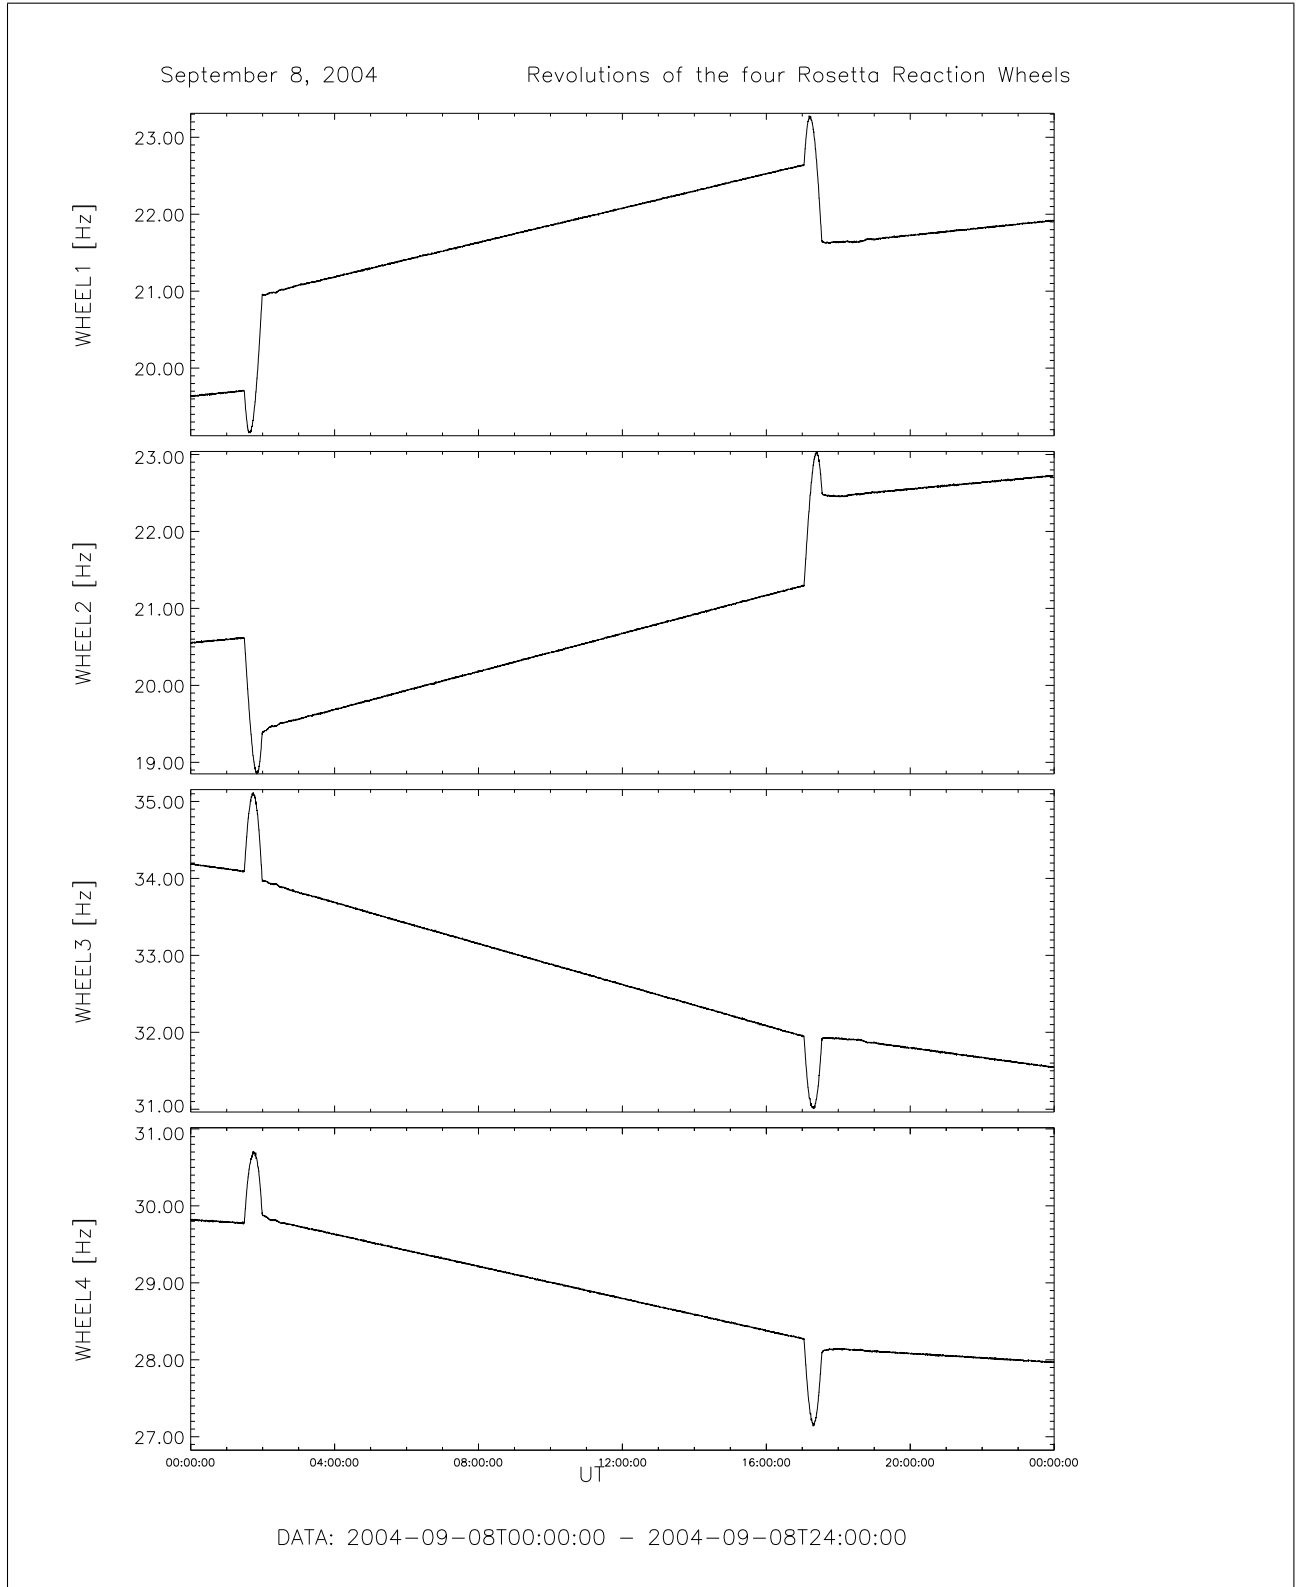 September 8, 2004
Revolutions of the four Rosetta Reaction Wheels
WHEEL1 [Hz]
23.00
22.00
21.00
20.00
WHEEL2 [Hz]
23.00
22.00
21.00
20.00
19.00
WHEEL3 [Hz]
35.00
34.00
33.00
32.00
31.00
WHEEL4 [Hz]
31.00
30.00
29.00
28.00
27.00
00:00:00 04:00:00 08:00:00 12:00:00 16:00:00 20:00:00 00:00:00
UT
DATA: 2004-09-08T00:00:00 - 2004-09-08T24:00:00